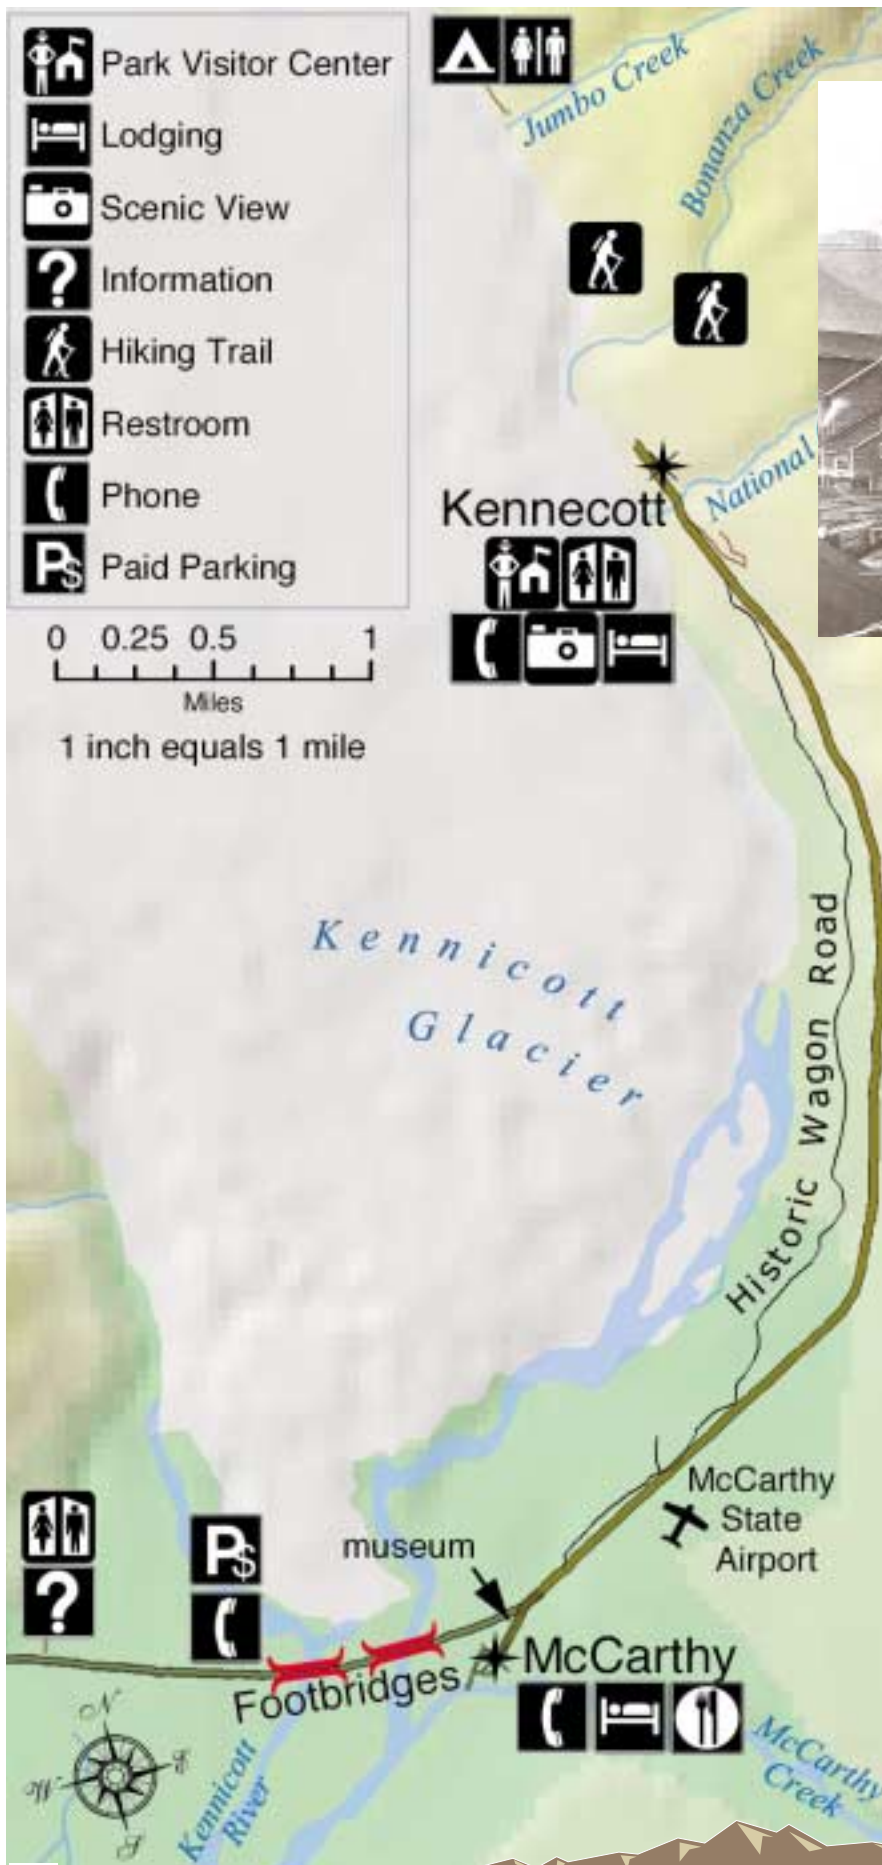 Park Visitor Center
Lodging
Scenic View
? Information
Hiking Trail
Restroom
Phone
P$ Paid Parking
0 0.25 0.5 1
Miles
1 inch equals 1 mile
Jumbo Creek
Bonanza Creek
National
Kennecott
Kennicott
Glacier
Historic Wagon Road
McCarthy
State
Airport
museum
P$
?
McCarthy
Footbridges
N
W
E
S
Kennicott
River
McCarthy
Creek